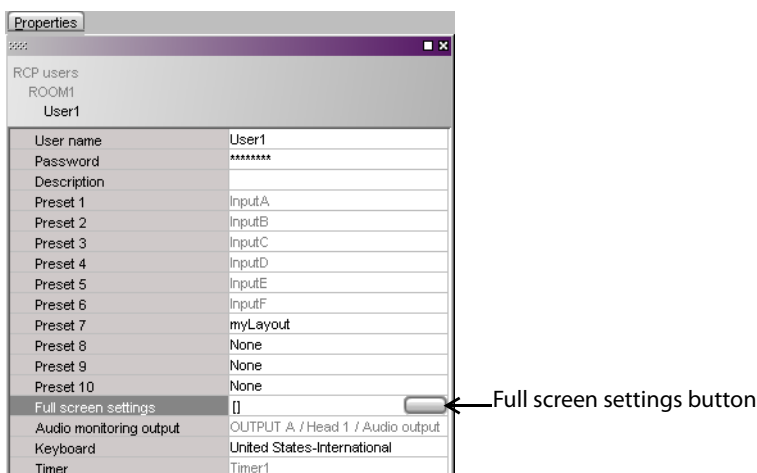 Properties
RCP users
ROOM1
User1
User name User1
Password ********
Description
Preset 1 InputA
Preset 2 InputB
Preset 3 InputC
Preset 4 InputD
Preset 5 InputE
Preset 6 InputF
Preset 7 myLayout
Preset 8 None
Preset 9 None
Preset 10 None
Full screen settings []
Full screen settings button
Audio monitoring output OUTPUT A / Head 1 / Audio output
Keyboard United States-International
Timer Timer1